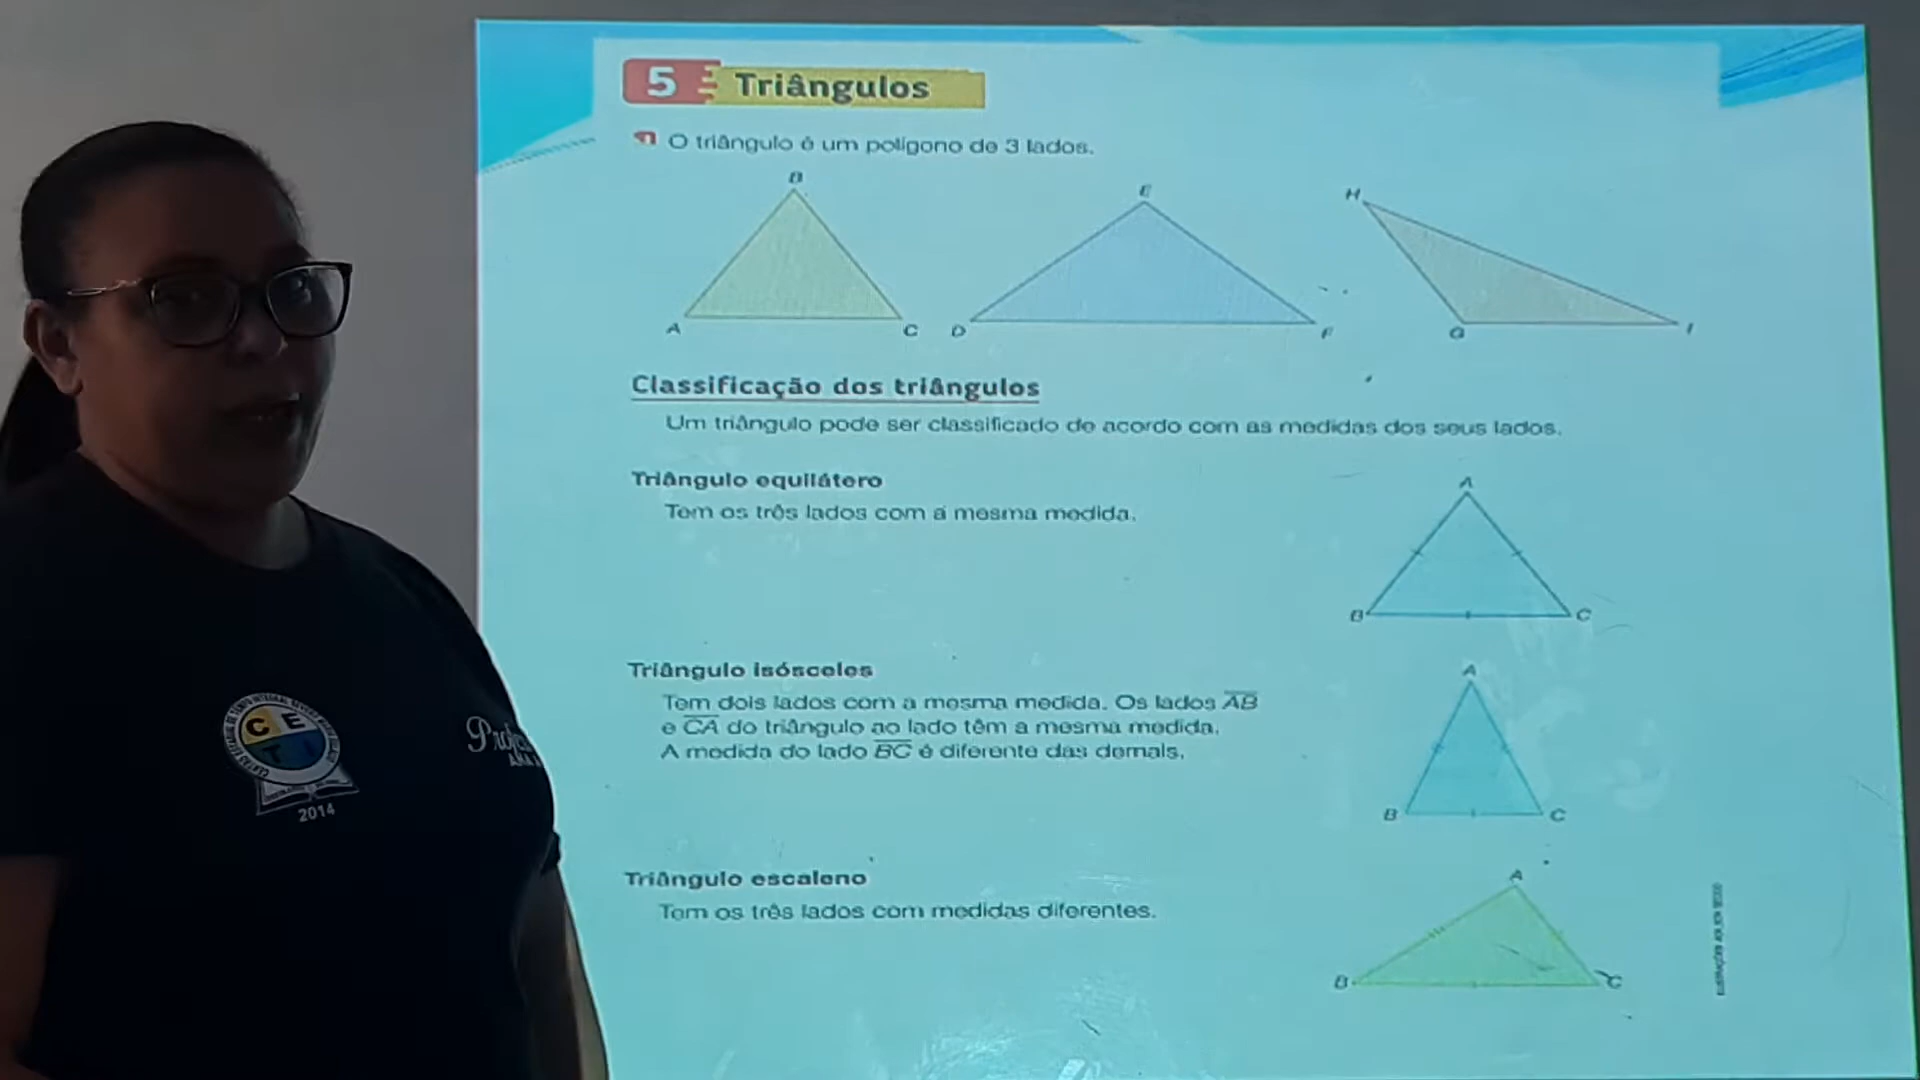 5 Triângulos
O triângulo é um polígono de 3 lados.
B
E
H
A
C
D
F
G
I
Classificação dos triângulos
Um triângulo pode ser classificado de acordo com as medidas dos seus lados.
Triângulo equilátero
A
Tem os três lados com a mesma medida.
B
C
Triângulo isósceles
A
Tem dois lados com a mesma medida. Os lados AB
e CA do triângulo ao lado têm a mesma medida.
A medida do lado BC é diferente das demais.
B
C
Triângulo escaleno
A
Tem os três lados com medidas diferentes.
B
C
CETI
2014